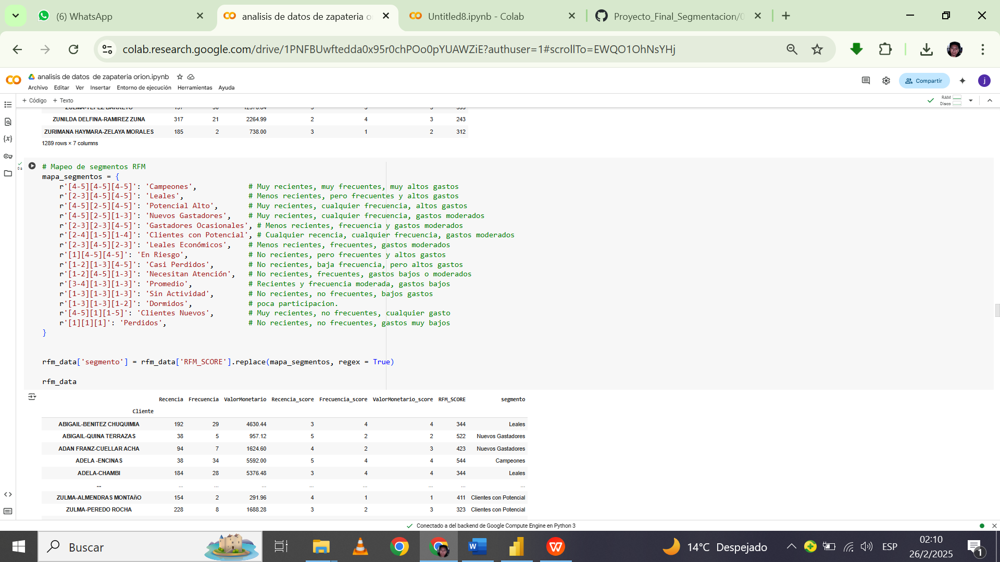 (6) WhatsApp
analisis de datos de zapateria o
Untitled8.ipynb - Colab
Proyecto_Final_Segmentacion/0
colab.research.google.com/drive/1PNFBUwftedda0x95r0chPOo0pYUAWZiE?authuser=1#scrollTo=EWQO1OhNsYHj
analisis de datos  de zapateria orion.ipynb
Archivo Editar Ver Insertar Entorno de ejecución Herramientas Ayuda
Compartir
j
+ Código + Texto
RAM
Disco
ZULMA-YEPEZ BARRETO
ZUNILDA DELFINA-RAMIREZ ZUNA 317 21 2264.99 2 4 3 243
ZURIMANA HAYMARA-ZELAYA MORALES 185 2 738.00 3 1 2 312
1289 rows × 7 columns
0 s
# Mapeo de segmentos RFM
mapa_segmentos = {
r'[4-5][4-5][4-5]': 'Campeones', # Muy recientes, muy frecuentes, muy altos gastos
r'[2-3][4-5][4-5]': 'Leales', # Menos recientes, pero frecuentes y altos gastos
r'[4-5][2-5][4-5]': 'Potencial Alto', # Muy recientes, cualquier frecuencia, altos gastos
r'[4-5][2-5][1-3]': 'Nuevos Gastadores', # Muy recientes, cualquier frecuencia, gastos moderados
r'[2-3][2-3][4-5]': 'Gastadores Ocasionales', # Menos recientes, frecuencia y gastos moderados
r'[2-4][1-5][1-4]': 'Clientes con Potencial', # Cualquier recencia, cualquier frecuencia, gastos moderados
r'[2-3][4-5][2-3]': 'Leales Económicos', # Menos recientes, frecuentes, gastos moderados
r'[1][4-5][4-5]': 'En Riesgo', # No recientes, pero frecuentes y altos gastos
r'[1-2][1-3][4-5]': 'Casi Perdidos', # No recientes, baja frecuencia, pero altos gastos
r'[1-2][4-5][1-3]': 'Necesitan Atención', # No recientes, frecuentes, gastos bajos o moderados
r'[3-4][1-3][1-3]': 'Promedio', # Recientes y frecuencia moderada, gastos bajos
r'[1-3][1-3][1-3]': 'Sin Actividad', # No recientes, no frecuentes, bajos gastos
r'[1-3][1-3][1-2]': 'Dormidos', # poca participacion.
r'[4-5][1][1-5]': 'Clientes Nuevos', # Muy recientes, no frecuentes, cualquier gasto
r'[1][1][1]': 'Perdidos', # No recientes, no frecuentes, gastos muy bajos
}
rfm_data['segmento'] = rfm_data['RFM_SCORE'].replace(mapa_segmentos, regex = True)
rfm_data
Recencia Frecuencia ValorMonetario Recencia_score Frecuencia_score ValorMonetario_score RFM_SCORE segmento
Cliente
ABIGAIL-BENITEZ CHUQUIMIA 192 29 4630.44 3 4 4 344 Leales
ABIGAIL-QUINA TERRAZAS 38 5 957.12 5 2 2 522 Nuevos Gastadores
ADAN FRANZ-CUELLAR ACHA 94 7 1624.60 4 2 3 423 Nuevos Gastadores
ADELA -ENCINAS 38 34 5592.00 5 4 4 544 Campeones
ADELA-CHAMBI 184 28 5376.48 3 4 4 344 Leales
... ... ... ... ... ... ... ... ...
ZULMA-ALMENDRAS MONTAñO 154 2 291.96 4 1 1 411 Clientes con Potencial
ZULMA-PEREDO ROCHA 228 8 1688.28 3 2 3 323 Clientes con Potencial
Conectado a del backend de Google Compute Engine en Python 3
Buscar
14°C Despejado
ESP
02:10
26/2/2025
1